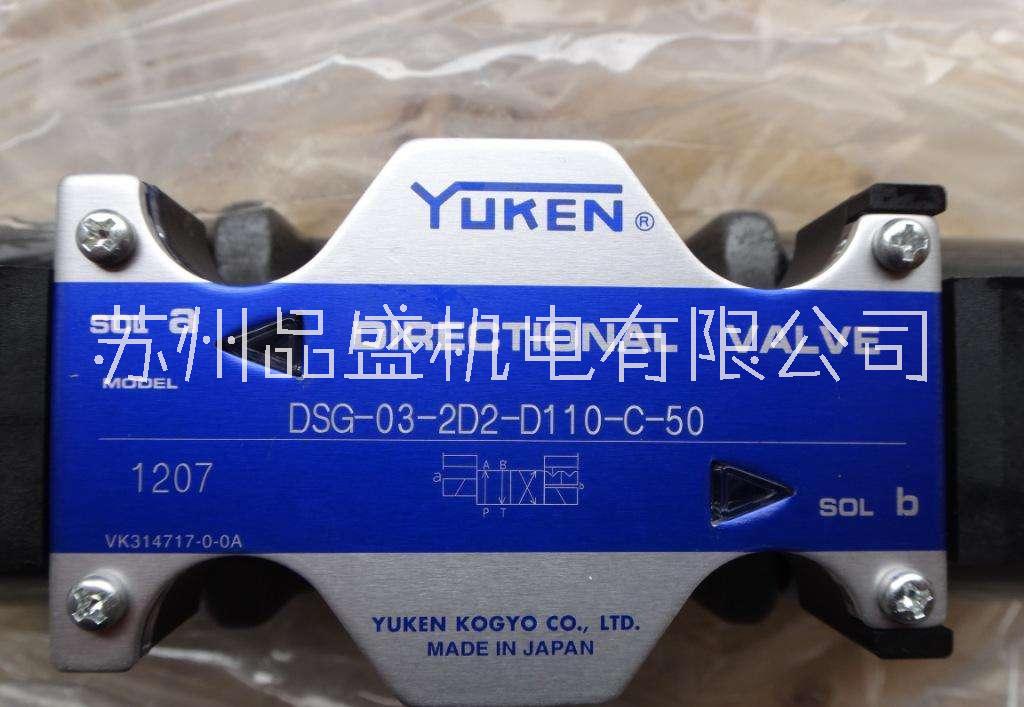 YUKEN®
SOL a
DIRECTIONAL VALVE
苏州品盛机电有限公司
MODEL
DSG-03-2D2-D110-C-50
1207
A B
a
b
P T
SOL b
VK314717-0-0A
YUKEN KOGYO CO., LTD.
MADE IN JAPAN